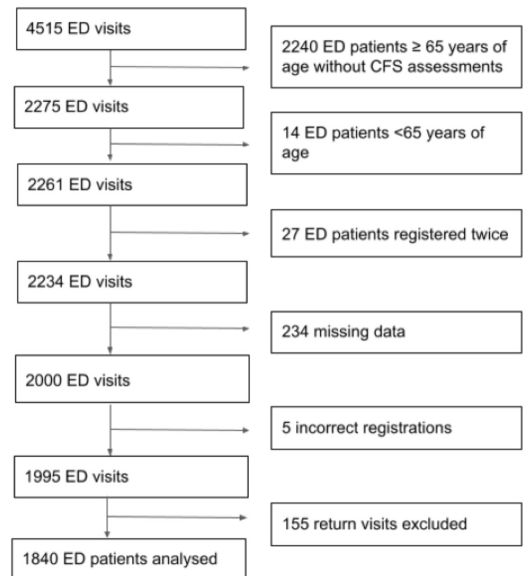 4515 ED visits
2240 ED patients ≥ 65 years of
age without CFS assessments
2275 ED visits
14 ED patients <65 years of
age
2261 ED visits
27 ED patients registered twice
2234 ED visits
234 missing data
2000 ED visits
5 incorrect registrations
1995 ED visits
155 return visits excluded
1840 ED patients analysed